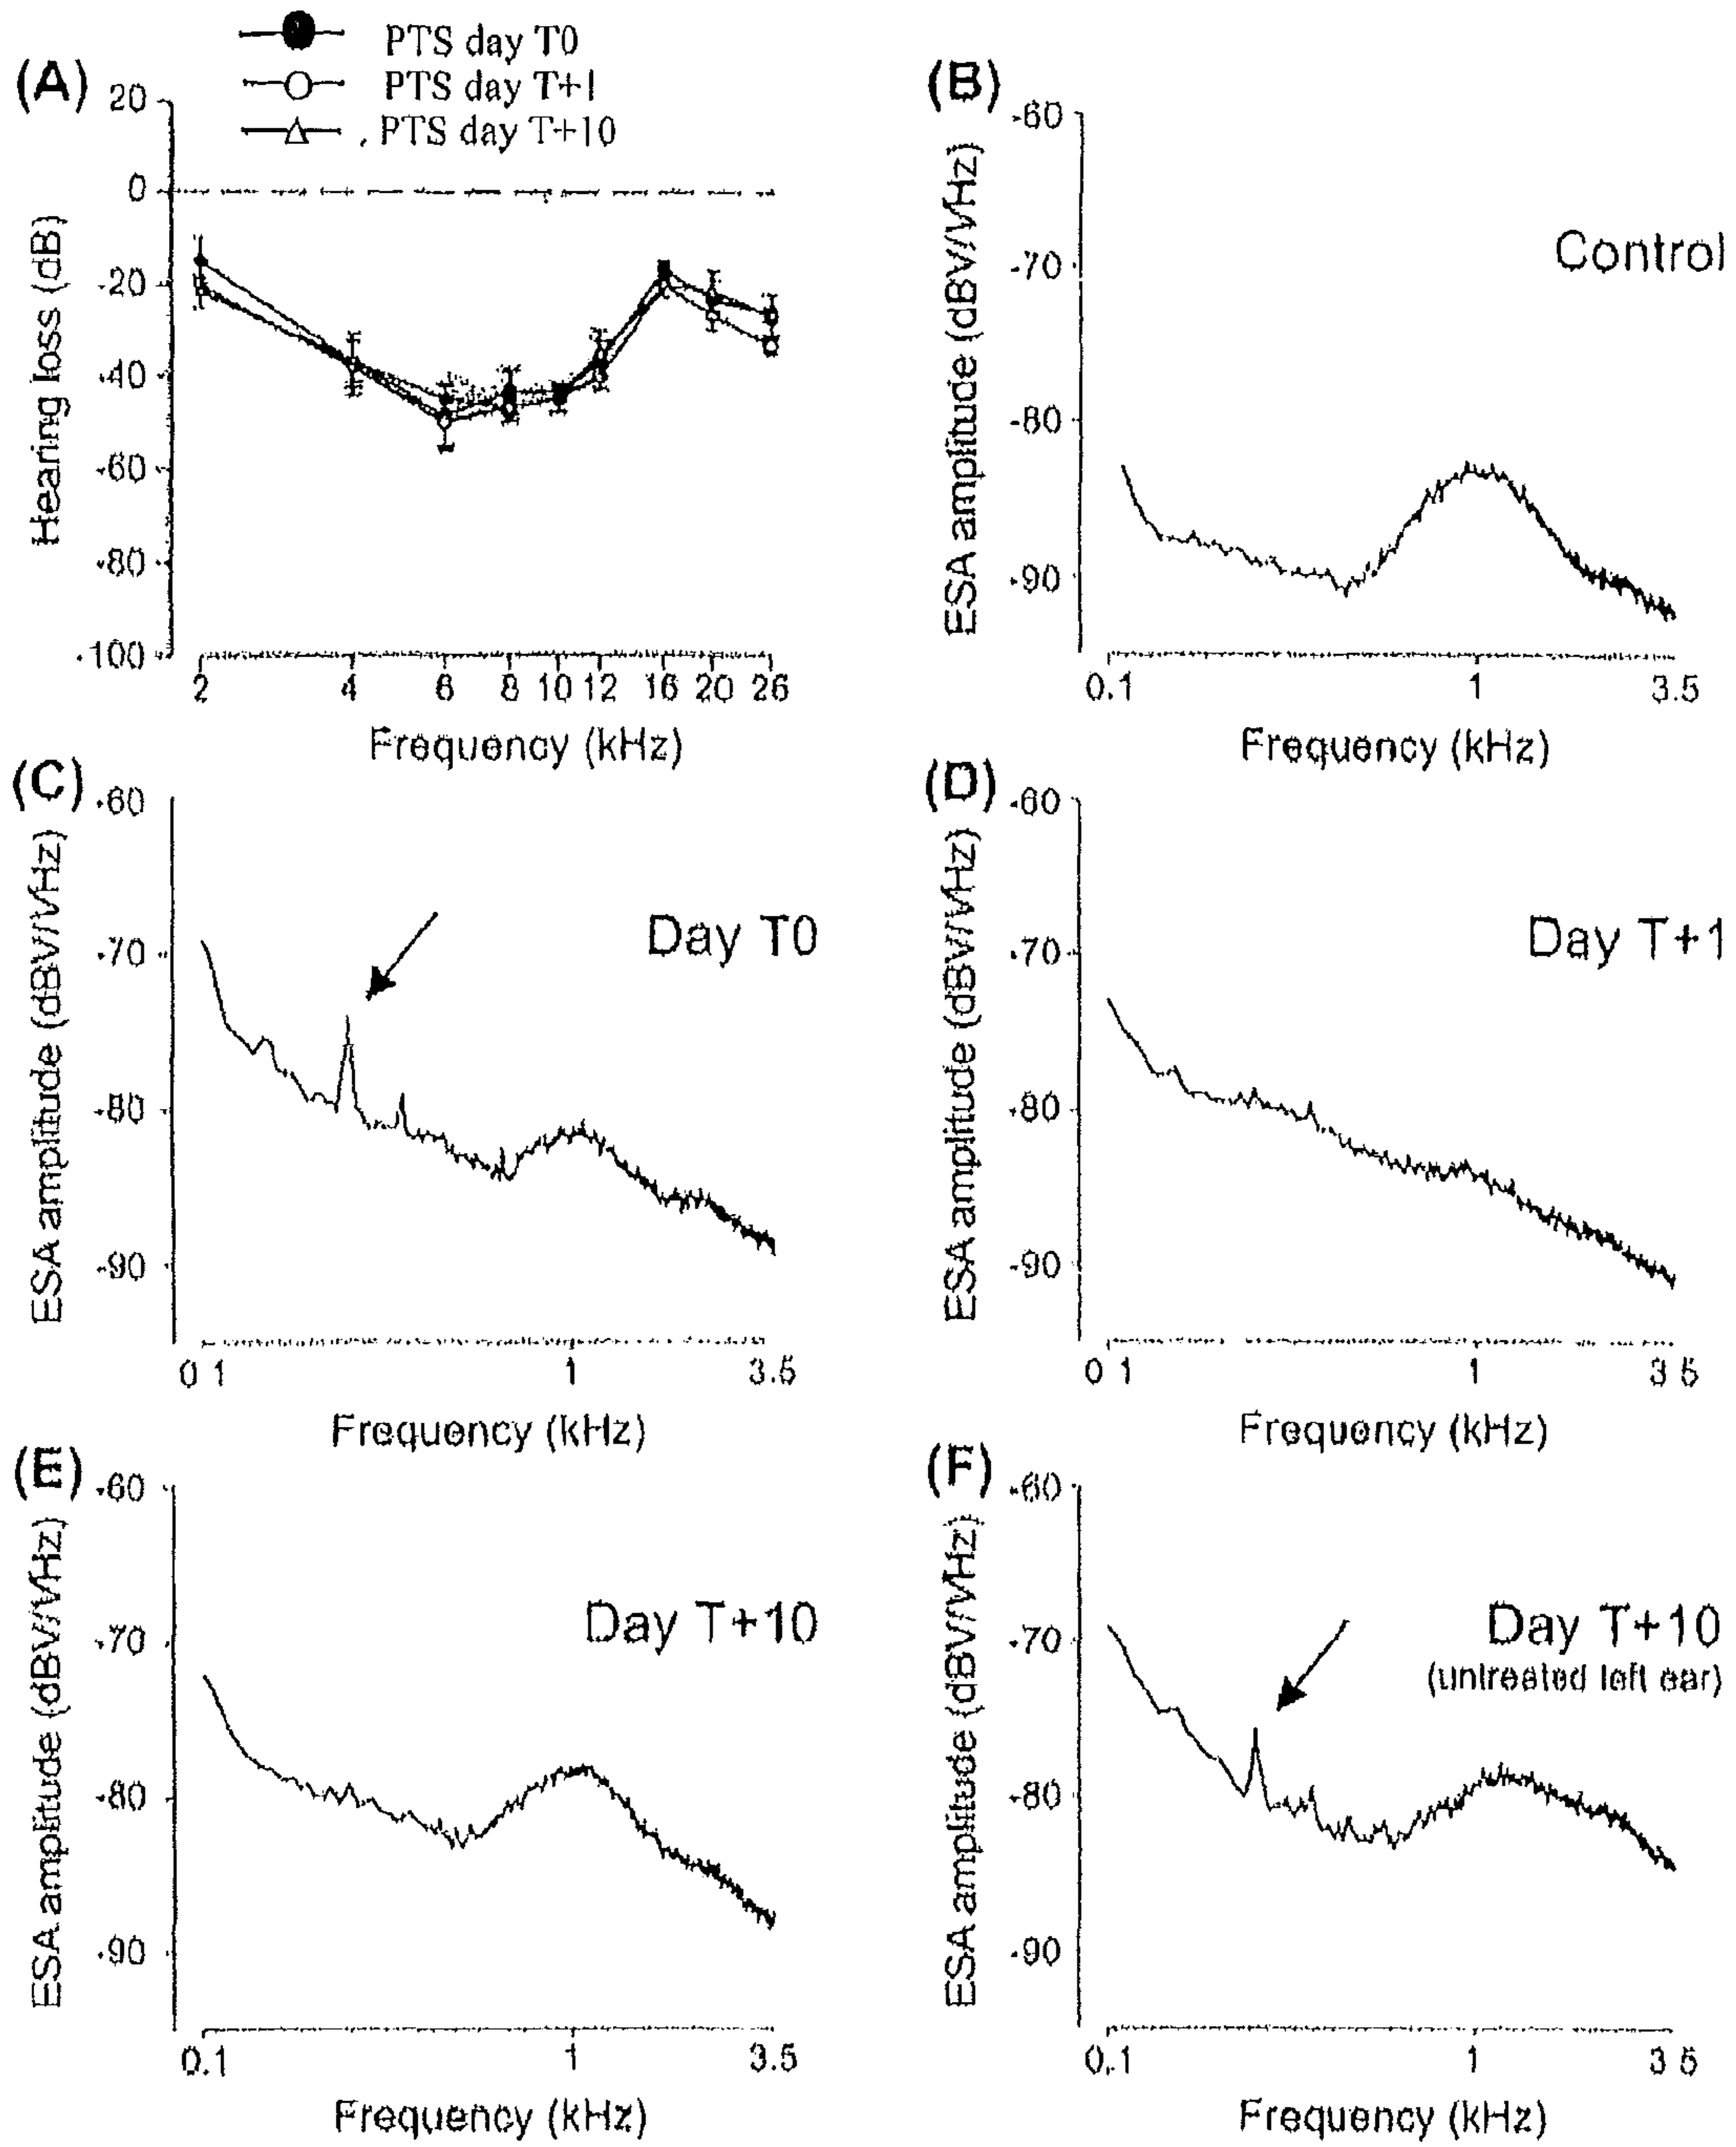 PTS day T0
(A)
PTS day T+1
PTS day T+10
20
0
-20
-40
-60
-80
-100
Hearing loss (dB)
2 4 6 8 10 12 16 20 26
Frequency (kHz)
(B)
-60
-70
-80
-90
ESA amplitude (dBV/√Hz)
Control
0.1 1 3.5
Frequency (kHz)
(C)
-60
-70
-80
-90
ESA amplitude (dBV/√Hz)
Day T0
0 1 1 3.5
Frequency (kHz)
(D)
-60
-70
-80
-90
ESA amplitude (dBV/√Hz)
Day T+1
0 1 1 3 5
Frequency (kHz)
(E)
-60
-70
-80
-90
ESA amplitude (dBV/√Hz)
Day T+10
0.1 1 3.5
Frequency (kHz)
(F)
-60
-70
-80
-90
ESA amplitude (dBV/√Hz)
Day T+10
(untreated left ear)
0.1 1 3 5
Frequency (kHz)